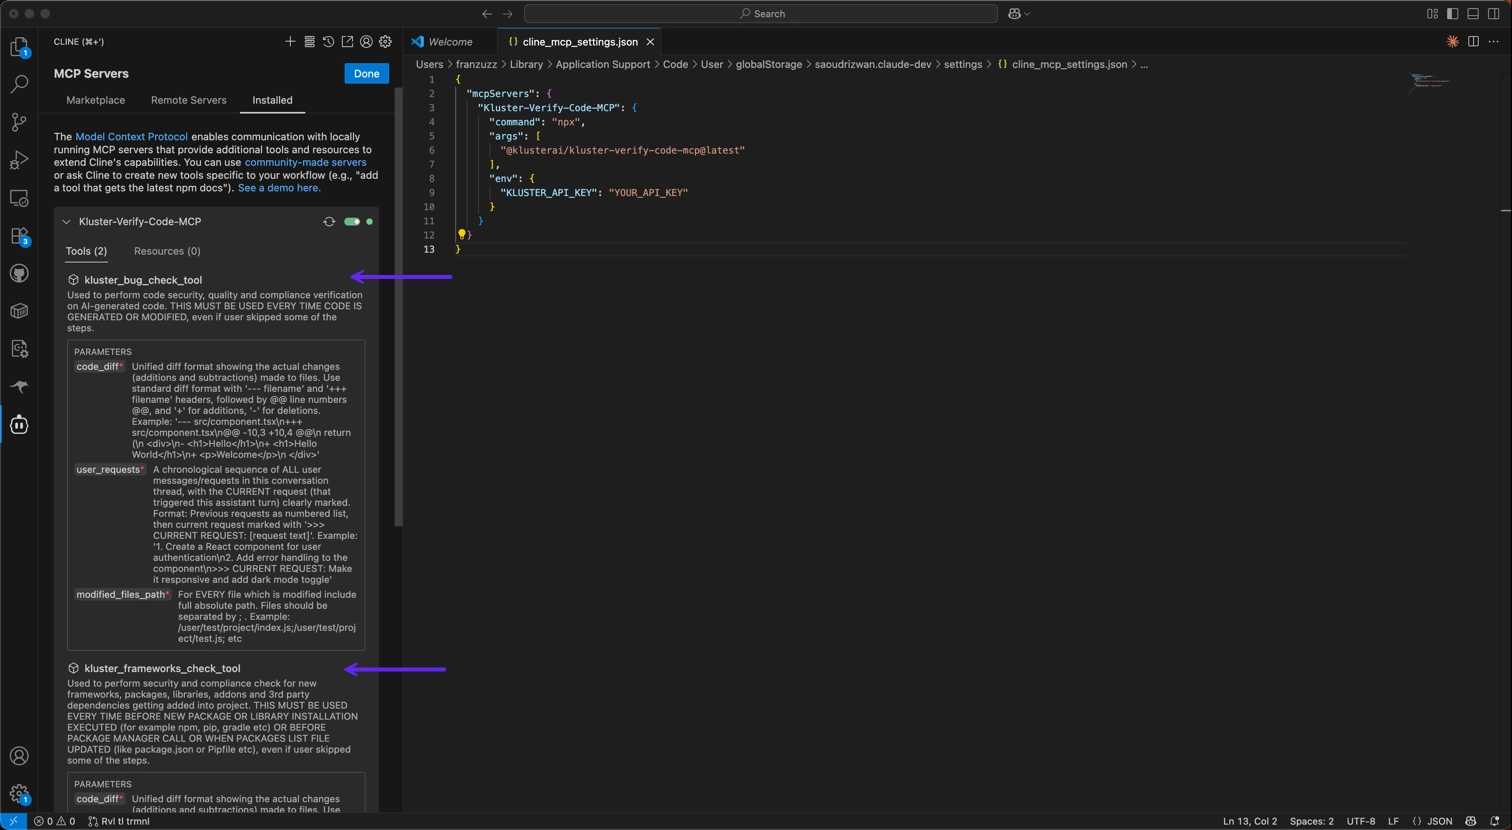 Search
CLINE (⌘+')
MCP Servers
Done
Marketplace
Remote Servers
Installed
The Model Context Protocol enables communication with locally
running MCP servers that provide additional tools and resources to
extend Cline's capabilities. You can use community-made servers
or ask Cline to create new tools specific to your workflow (e.g., "add
a tool that gets the latest npm docs"). See a demo here.
Kluster-Verify-Code-MCP
Tools (2)
Resources (0)
kluster_bug_check_tool
Used to perform code security, quality and compliance verification
on AI-generated code. THIS MUST BE USED EVERY TIME CODE IS
GENERATED OR MODIFIED, even if user skipped some of the
steps.
PARAMETERS
code_diff* Unified diff format showing the actual changes
(additions and subtractions) made to files. Use
standard diff format with '--- filename' and '+++
filename' headers, followed by @@ line numbers
@@, and '+' for additions, '-' for deletions.
Example: '--- src/component.tsx\n+++
src/component.tsx\n@@ -10,3 +10,4 @@\n return
(\n <div>\n- <h1>Hello</h1>\n+ <h1>Hello
World</h1>\n+ <p>Welcome</p>\n </div>'
user_requests* A chronological sequence of ALL user
messages/requests in this conversation
thread, with the CURRENT request (that
triggered this assistant turn) clearly marked.
Format: Previous requests as numbered list,
then current request marked with '>>>
CURRENT REQUEST: [request text]'. Example:
'1. Create a React component for user
authentication\n2. Add error handling to the
component\n>>> CURRENT REQUEST: Make
it responsive and add dark mode toggle'
modified_files_path* For EVERY file which is modified include
full absolute path. Files should be
separated by ; . Example:
/user/test/project/index.js;/user/test/proj
ect/test.js; etc
kluster_frameworks_check_tool
Used to perform security and compliance check for new
frameworks, packages, libraries, addons and 3rd party
dependencies getting added into project. THIS MUST BE USED
EVERY TIME BEFORE NEW PACKAGE OR LIBRARY INSTALLATION
EXECUTED (for example npm, pip, gradle etc) OR BEFORE
PACKAGE MANAGER CALL OR WHEN PACKAGES LIST FILE
UPDATED (like package.json or Pipfile etc), even if user skipped
some of the steps.
PARAMETERS
code_diff* Unified diff format showing the actual changes
(additions and subtractions) made to files. Use
Welcome
{} cline_mcp_settings.json
Users > franzuzz > Library > Application Support > Code > User > globalStorage > saoudrizwan.claude-dev > settings > {} cline_mcp_settings.json > ...
1 {
2 "mcpServers": {
3 "Kluster-Verify-Code-MCP": {
4 "command": "npx",
5 "args": [
6 "@klusterai/kluster-verify-code-mcp@latest"
7 ],
8 "env": {
9 "KLUSTER_API_KEY": "YOUR_API_KEY"
10 }
11 }
12 }
13 }
1
3
1
0 0
Rvl tl trmnl
Ln 13, Col 2
Spaces: 2
UTF-8
LF
{} JSON